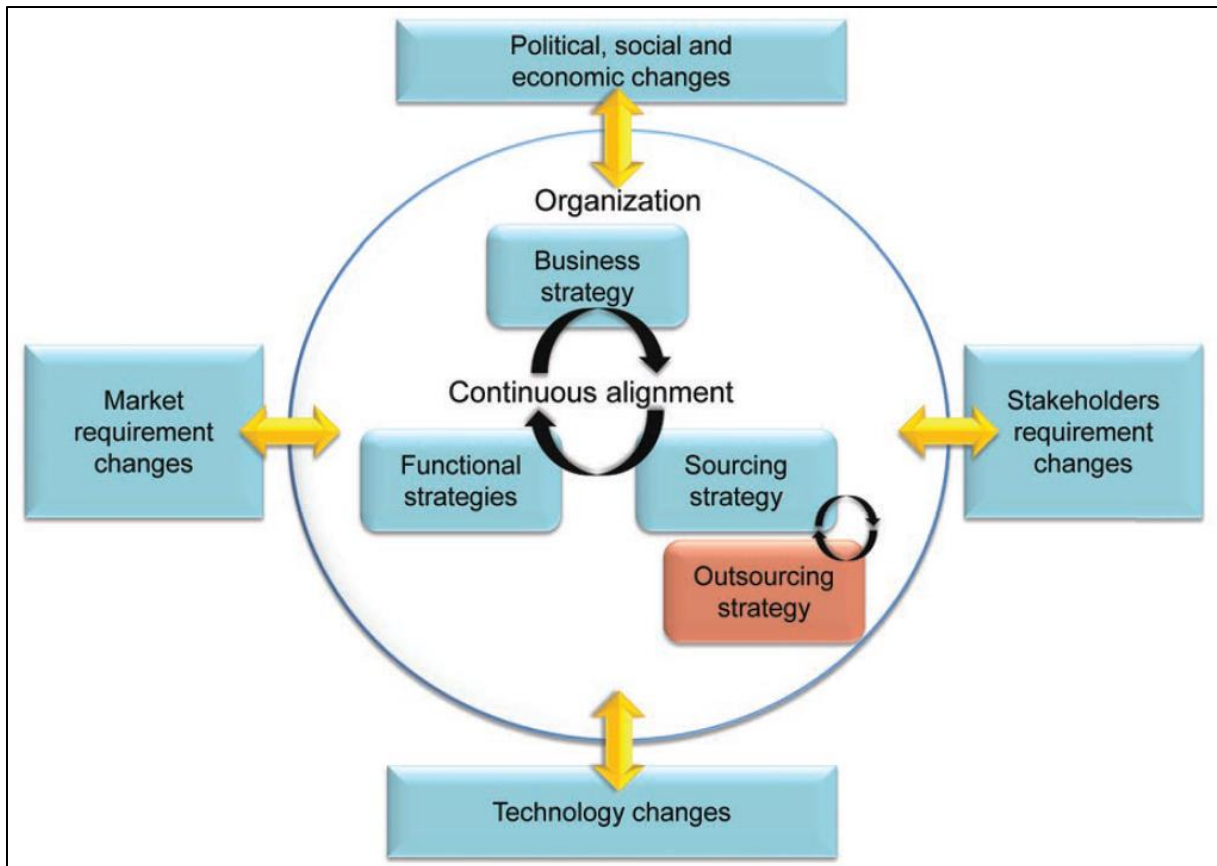 Political, social and
economic changes
Organization
Business
strategy
Market
requirement
changes
Continuous alignment
Stakeholders
requirement
changes
Functional
strategies
Sourcing
strategy
Outsourcing
strategy
Technology changes